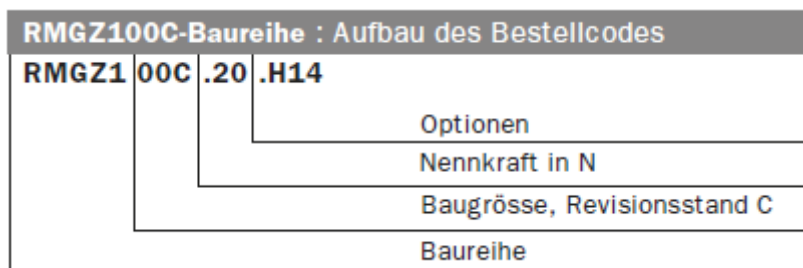 RMGZ100C-Baureihe : Aufbau des Bestellcodes
RMGZ1 00C .20 .H14
Optionen
Nennkraft in N
Baugrösse, Revisionsstand C
Baureihe